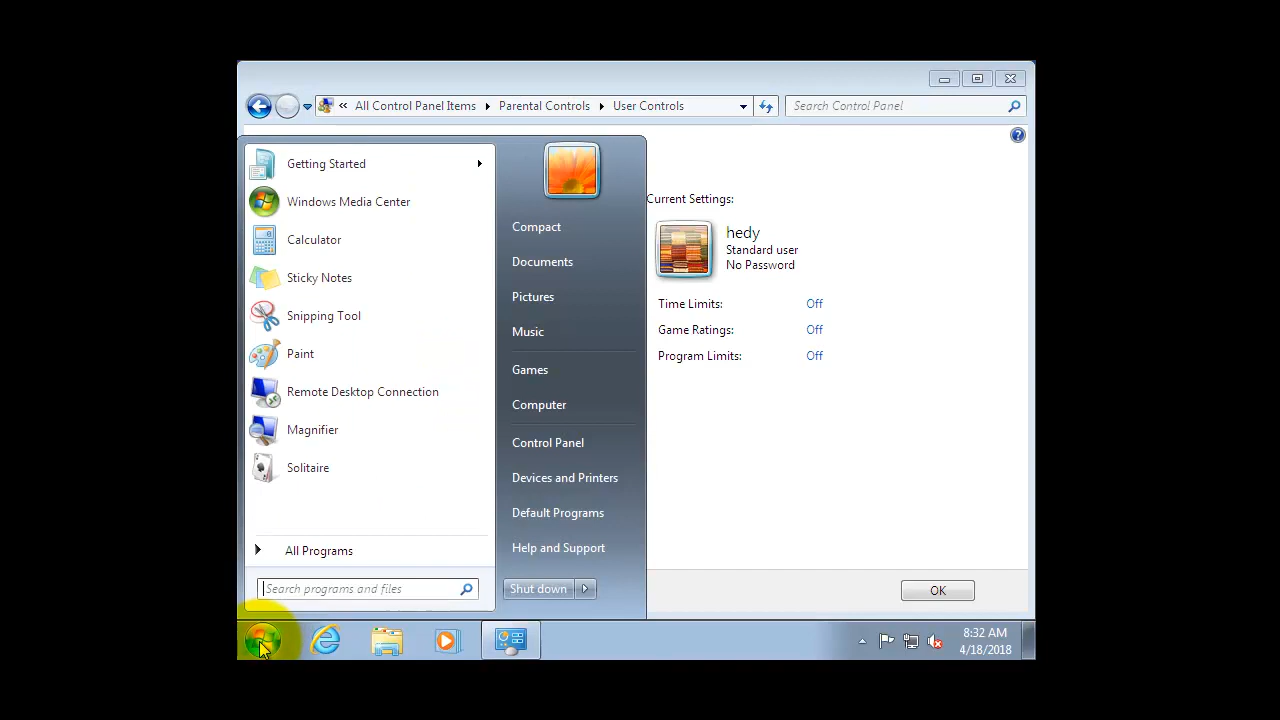 « All Control Panel Items Parental Controls User Controls
Search Control Panel
Getting Started
Windows Media Center
Calculator
Sticky Notes
Snipping Tool
Paint
Remote Desktop Connection
Magnifier
Solitaire
All Programs
Search programs and files
Compact
Documents
Pictures
Music
Games
Computer
Control Panel
Devices and Printers
Default Programs
Help and Support
Shut down
Current Settings:
hedy
Standard user
No Password
Time Limits: Off
Game Ratings: Off
Program Limits: Off
OK
8:32 AM
4/18/2018